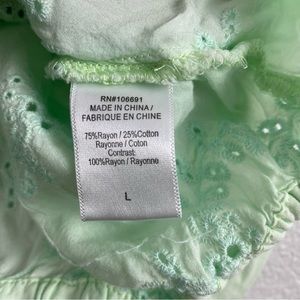 RN#106691
MADE IN CHINA/
FABRIQUE EN CHINE
75%Rayon / 25%Cotton
Rayonne / Coton
Contrast:
100%Rayon / Rayonne
L